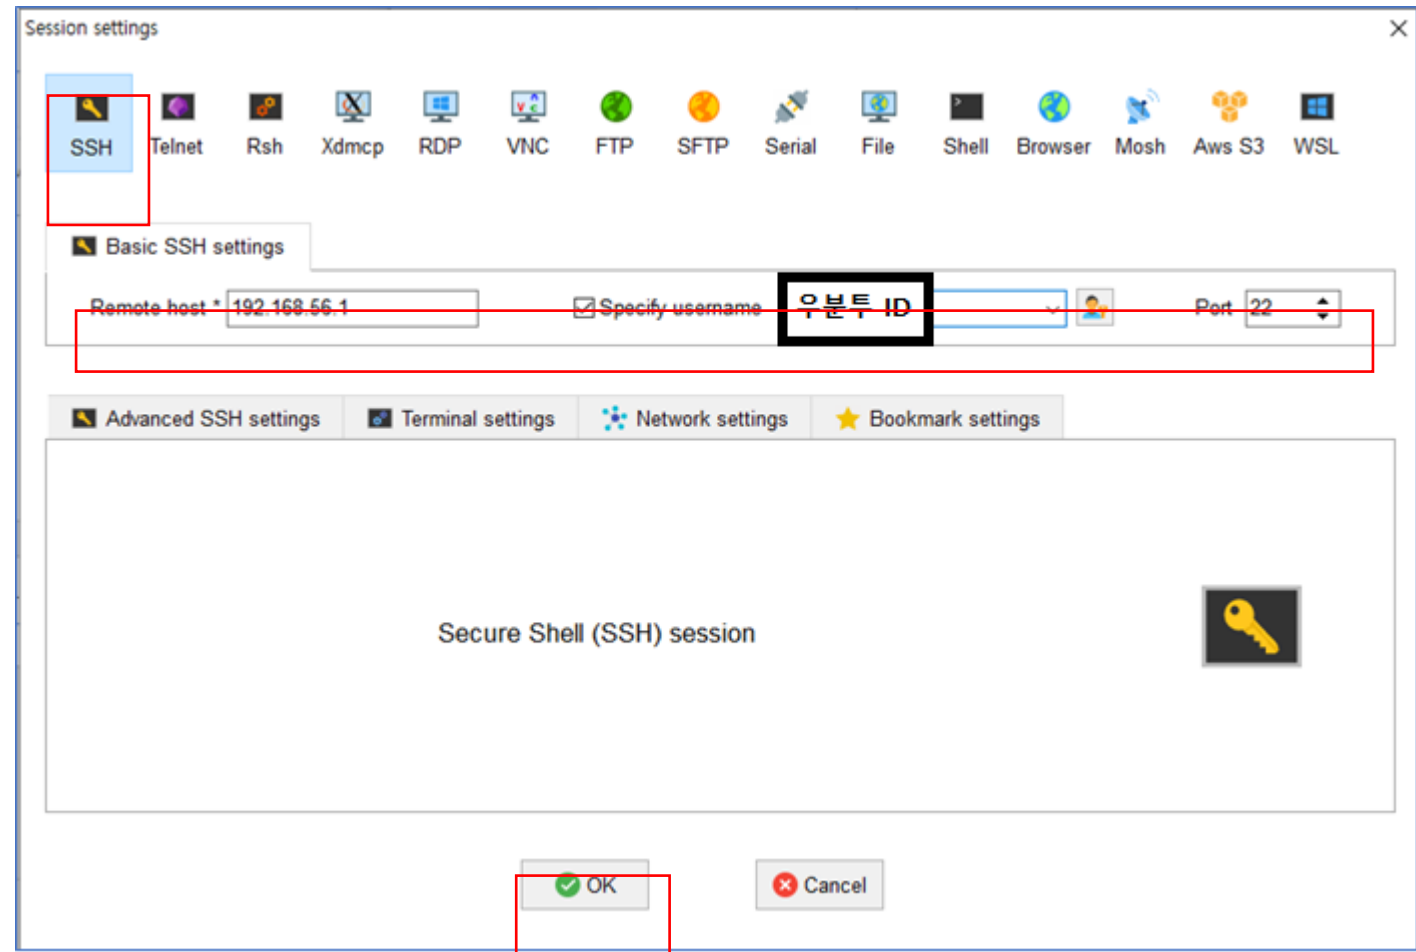 Session settings
SSH Telnet Rsh Xdmcp RDP VNC FTP SFTP Serial File Shell Browser Mosh Aws S3 WSL
Basic SSH settings
Remote host * 192.168.56.1 Specify username 우분투 ID Port 22
Advanced SSH settings Terminal settings Network settings Bookmark settings
Secure Shell (SSH) session
OK Cancel